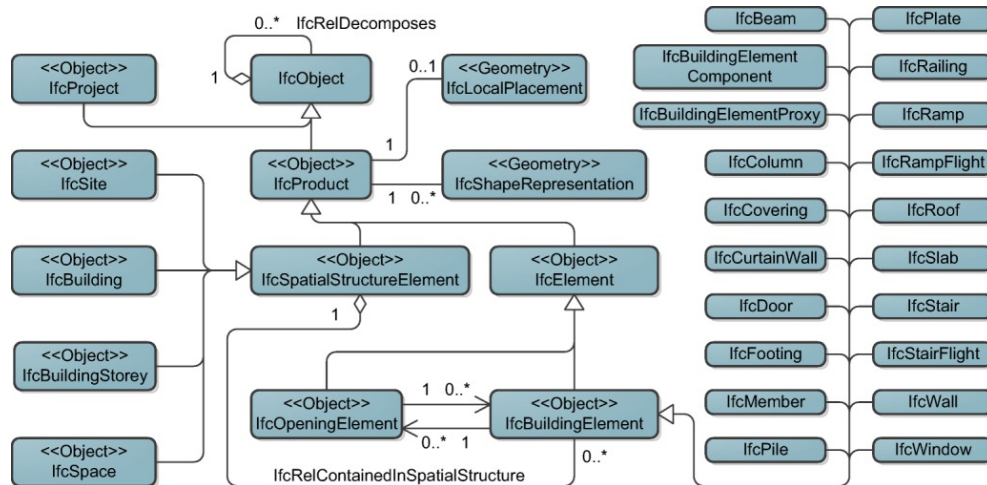 0..*
IfcRelDecomposes
1
<<Object>>
IfcProject
IfcObject
0..1
<<Geometry>>
IfcLocalPlacement
1
<<Object>>
IfcSite
<<Object>>
IfcProduct
1 0..*
<<Geometry>>
IfcShapeRepresentation
<<Object>>
IfcBuilding
<<Object>>
IfcSpatialStructureElement
1
<<Object>>
IfcElement
<<Object>>
IfcBuildingStorey
<<Object>>
IfcOpeningElement
1 0..*
0..* 1
<<Object>>
IfcBuildingElement
0..*
<<Object>>
IfcSpace
IfcRelContainedInSpatialStructure
IfcBeam
IfcPlate
IfcBuildingElement
Component
IfcRailing
IfcBuildingElementProxy
IfcRamp
IfcColumn
IfcRampFlight
IfcCovering
IfcRoof
IfcCurtainWall
IfcSlab
IfcDoor
IfcStair
IfcFooting
IfcStairFlight
IfcMember
IfcWall
IfcPile
IfcWindow